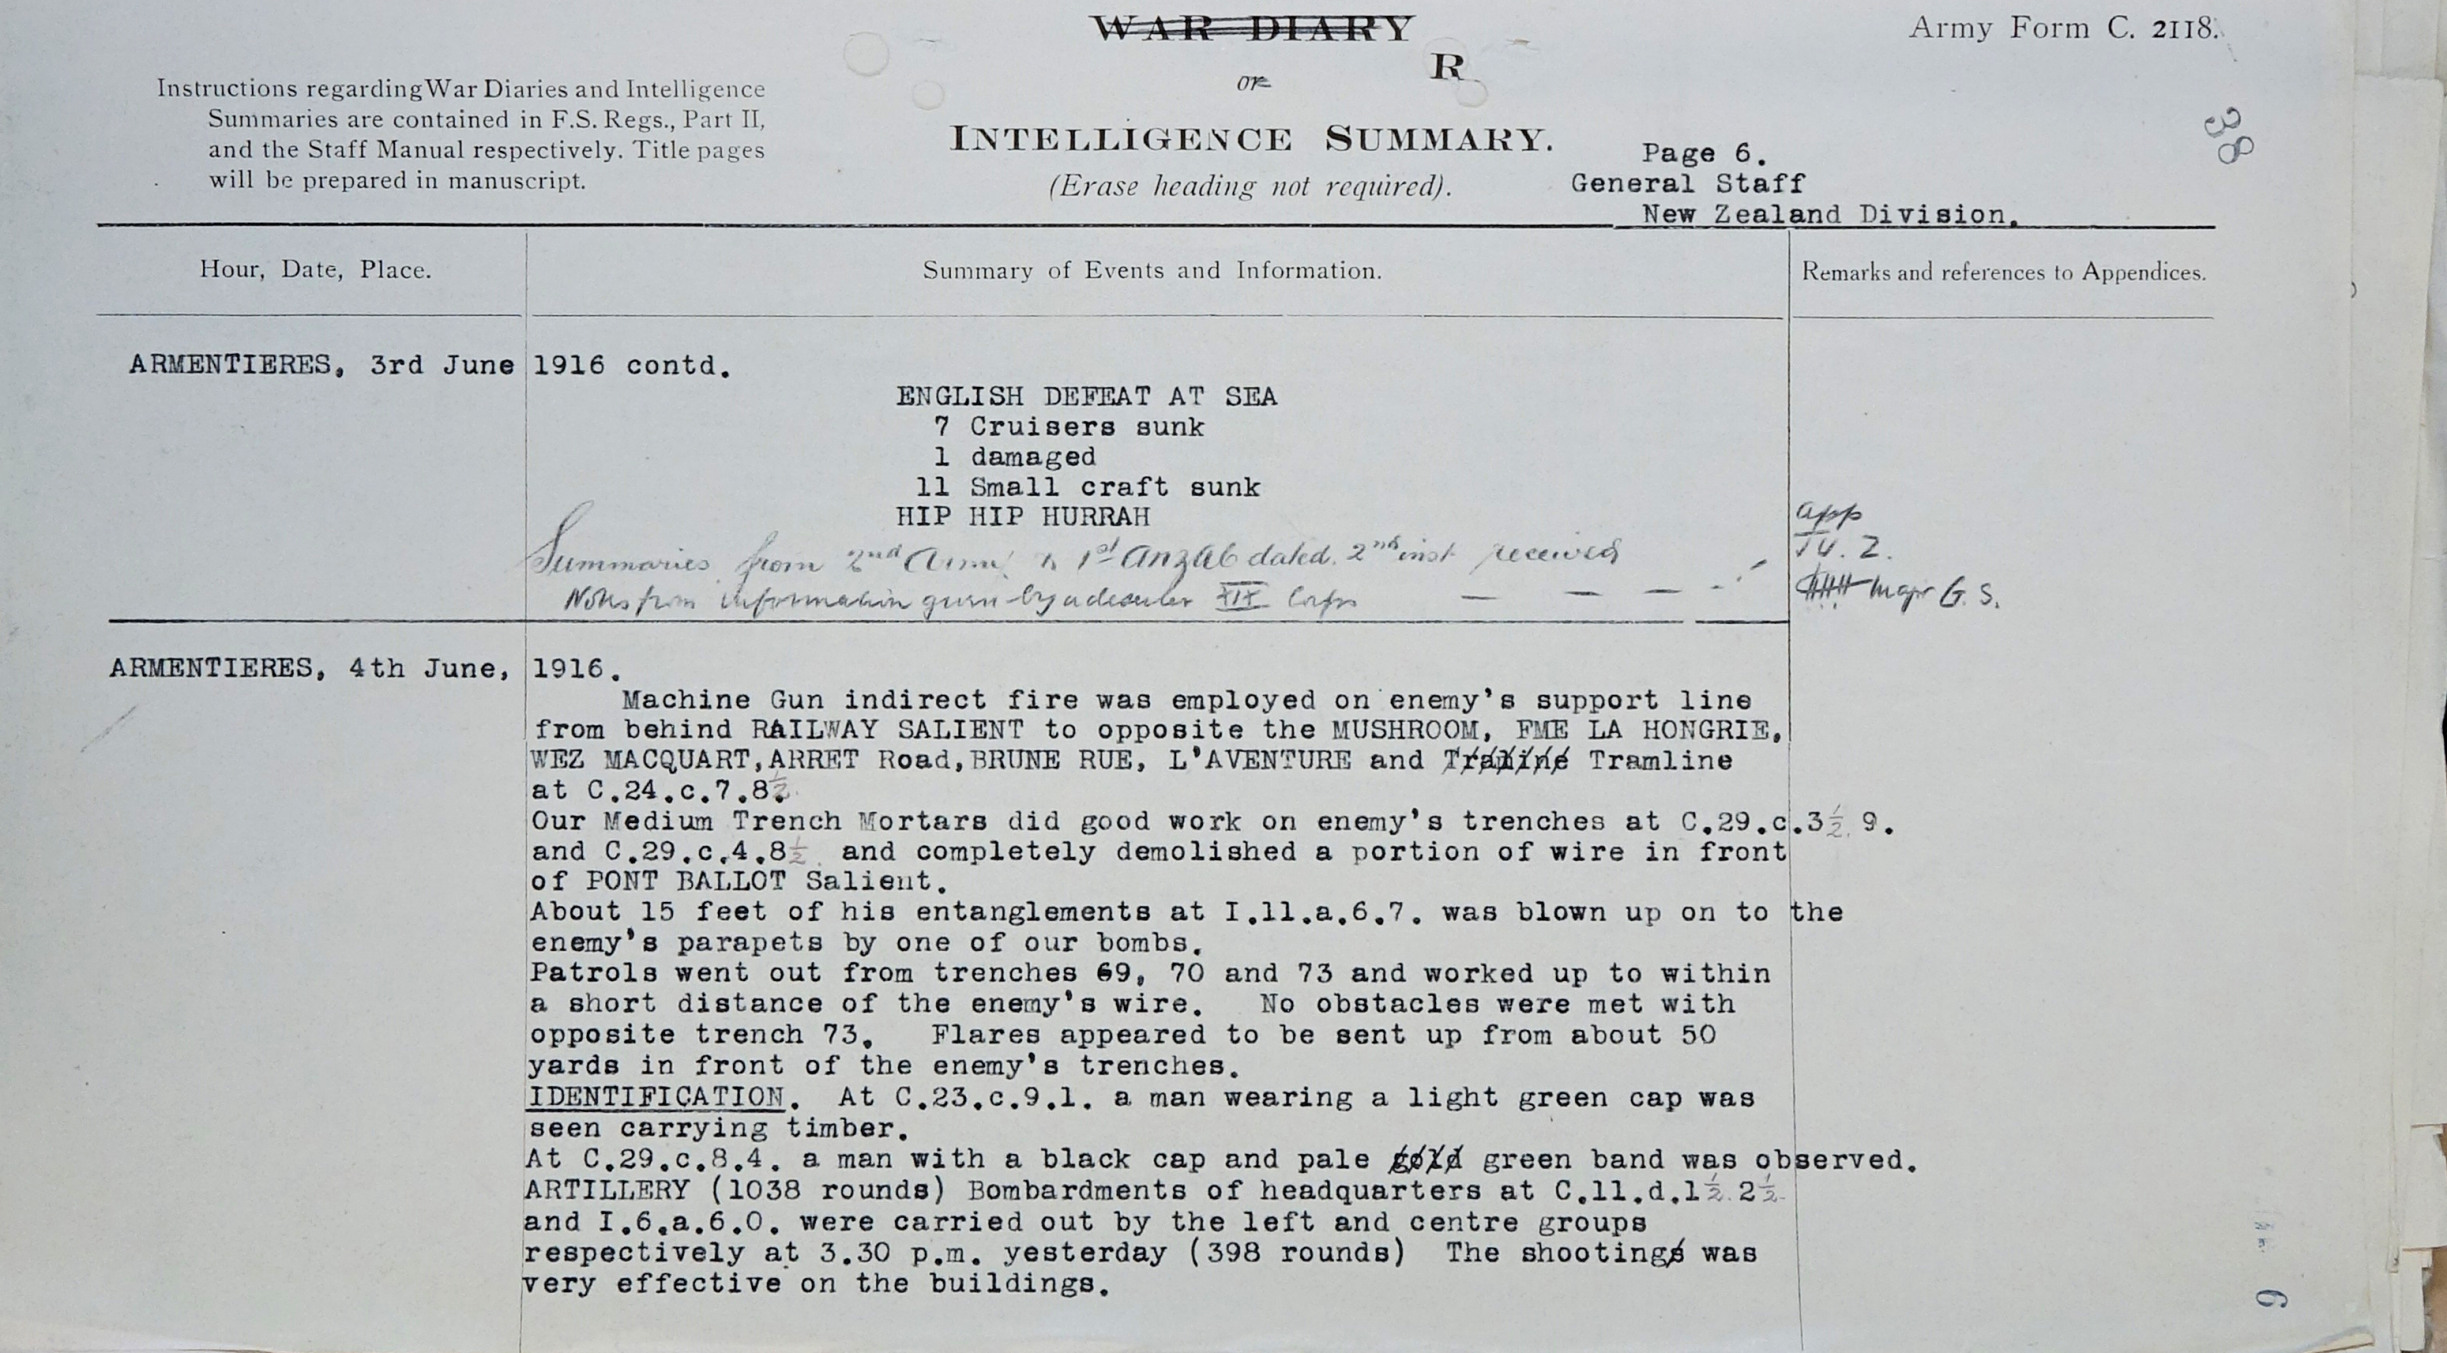 WAR DIARY
or
R
INTELLIGENCE SUMMARY.
(Erase heading not required).
Army Form C. 2118.
38
Instructions regarding War Diaries and Intelligence
Summaries are contained in F.S. Regs., Part II,
and the Staff Manual respectively. Title pages
will be prepared in manuscript.
Page 6.
General Staff
New Zealand Division.
Hour, Date, Place.
Summary of Events and Information.
Remarks and references to Appendices.
ARMENTIERES, 3rd June 1916 contd.
ENGLISH DEFEAT AT SEA
7 Cruisers sunk
1 damaged
11 Small craft sunk
HIP HIP HURRAH
Summaries from 2nd Army & 1st Anzac dated 2nd inst received
Notes from information given by a deserter XIX Corps
app
IV. 2.
Major G. S.
ARMENTIERES, 4th June, 1916.
Machine Gun indirect fire was employed on enemy's support line
from behind RAILWAY SALIENT to opposite the MUSHROOM, FME LA HONGRIE,
WEZ MACQUART,ARRET Road,BRUNE RUE, L'AVENTURE and Tramline
at C.24.c.7.8½.
Our Medium Trench Mortars did good work on enemy's trenches at C.29.c.3½.9.
and C.29.c.4.8½ and completely demolished a portion of wire in front
of PONT BALLOT Salient.
About 15 feet of his entanglements at I.11.a.6.7. was blown up on to the
enemy's parapets by one of our bombs.
Patrols went out from trenches 69, 70 and 73 and worked up to within
a short distance of the enemy's wire. No obstacles were met with
opposite trench 73. Flares appeared to be sent up from about 50
yards in front of the enemy's trenches.
IDENTIFICATION. At C.23.c.9.1. a man wearing a light green cap was
seen carrying timber.
At C.29.c.8.4. a man with a black cap and pale gold green band was observed.
ARTILLERY (1038 rounds) Bombardments of headquarters at C.11.d.1½.2½
and I.6.a.6.0. were carried out by the left and centre groups
respectively at 3.30 p.m. yesterday (398 rounds) The shootings was
very effective on the buildings.
6